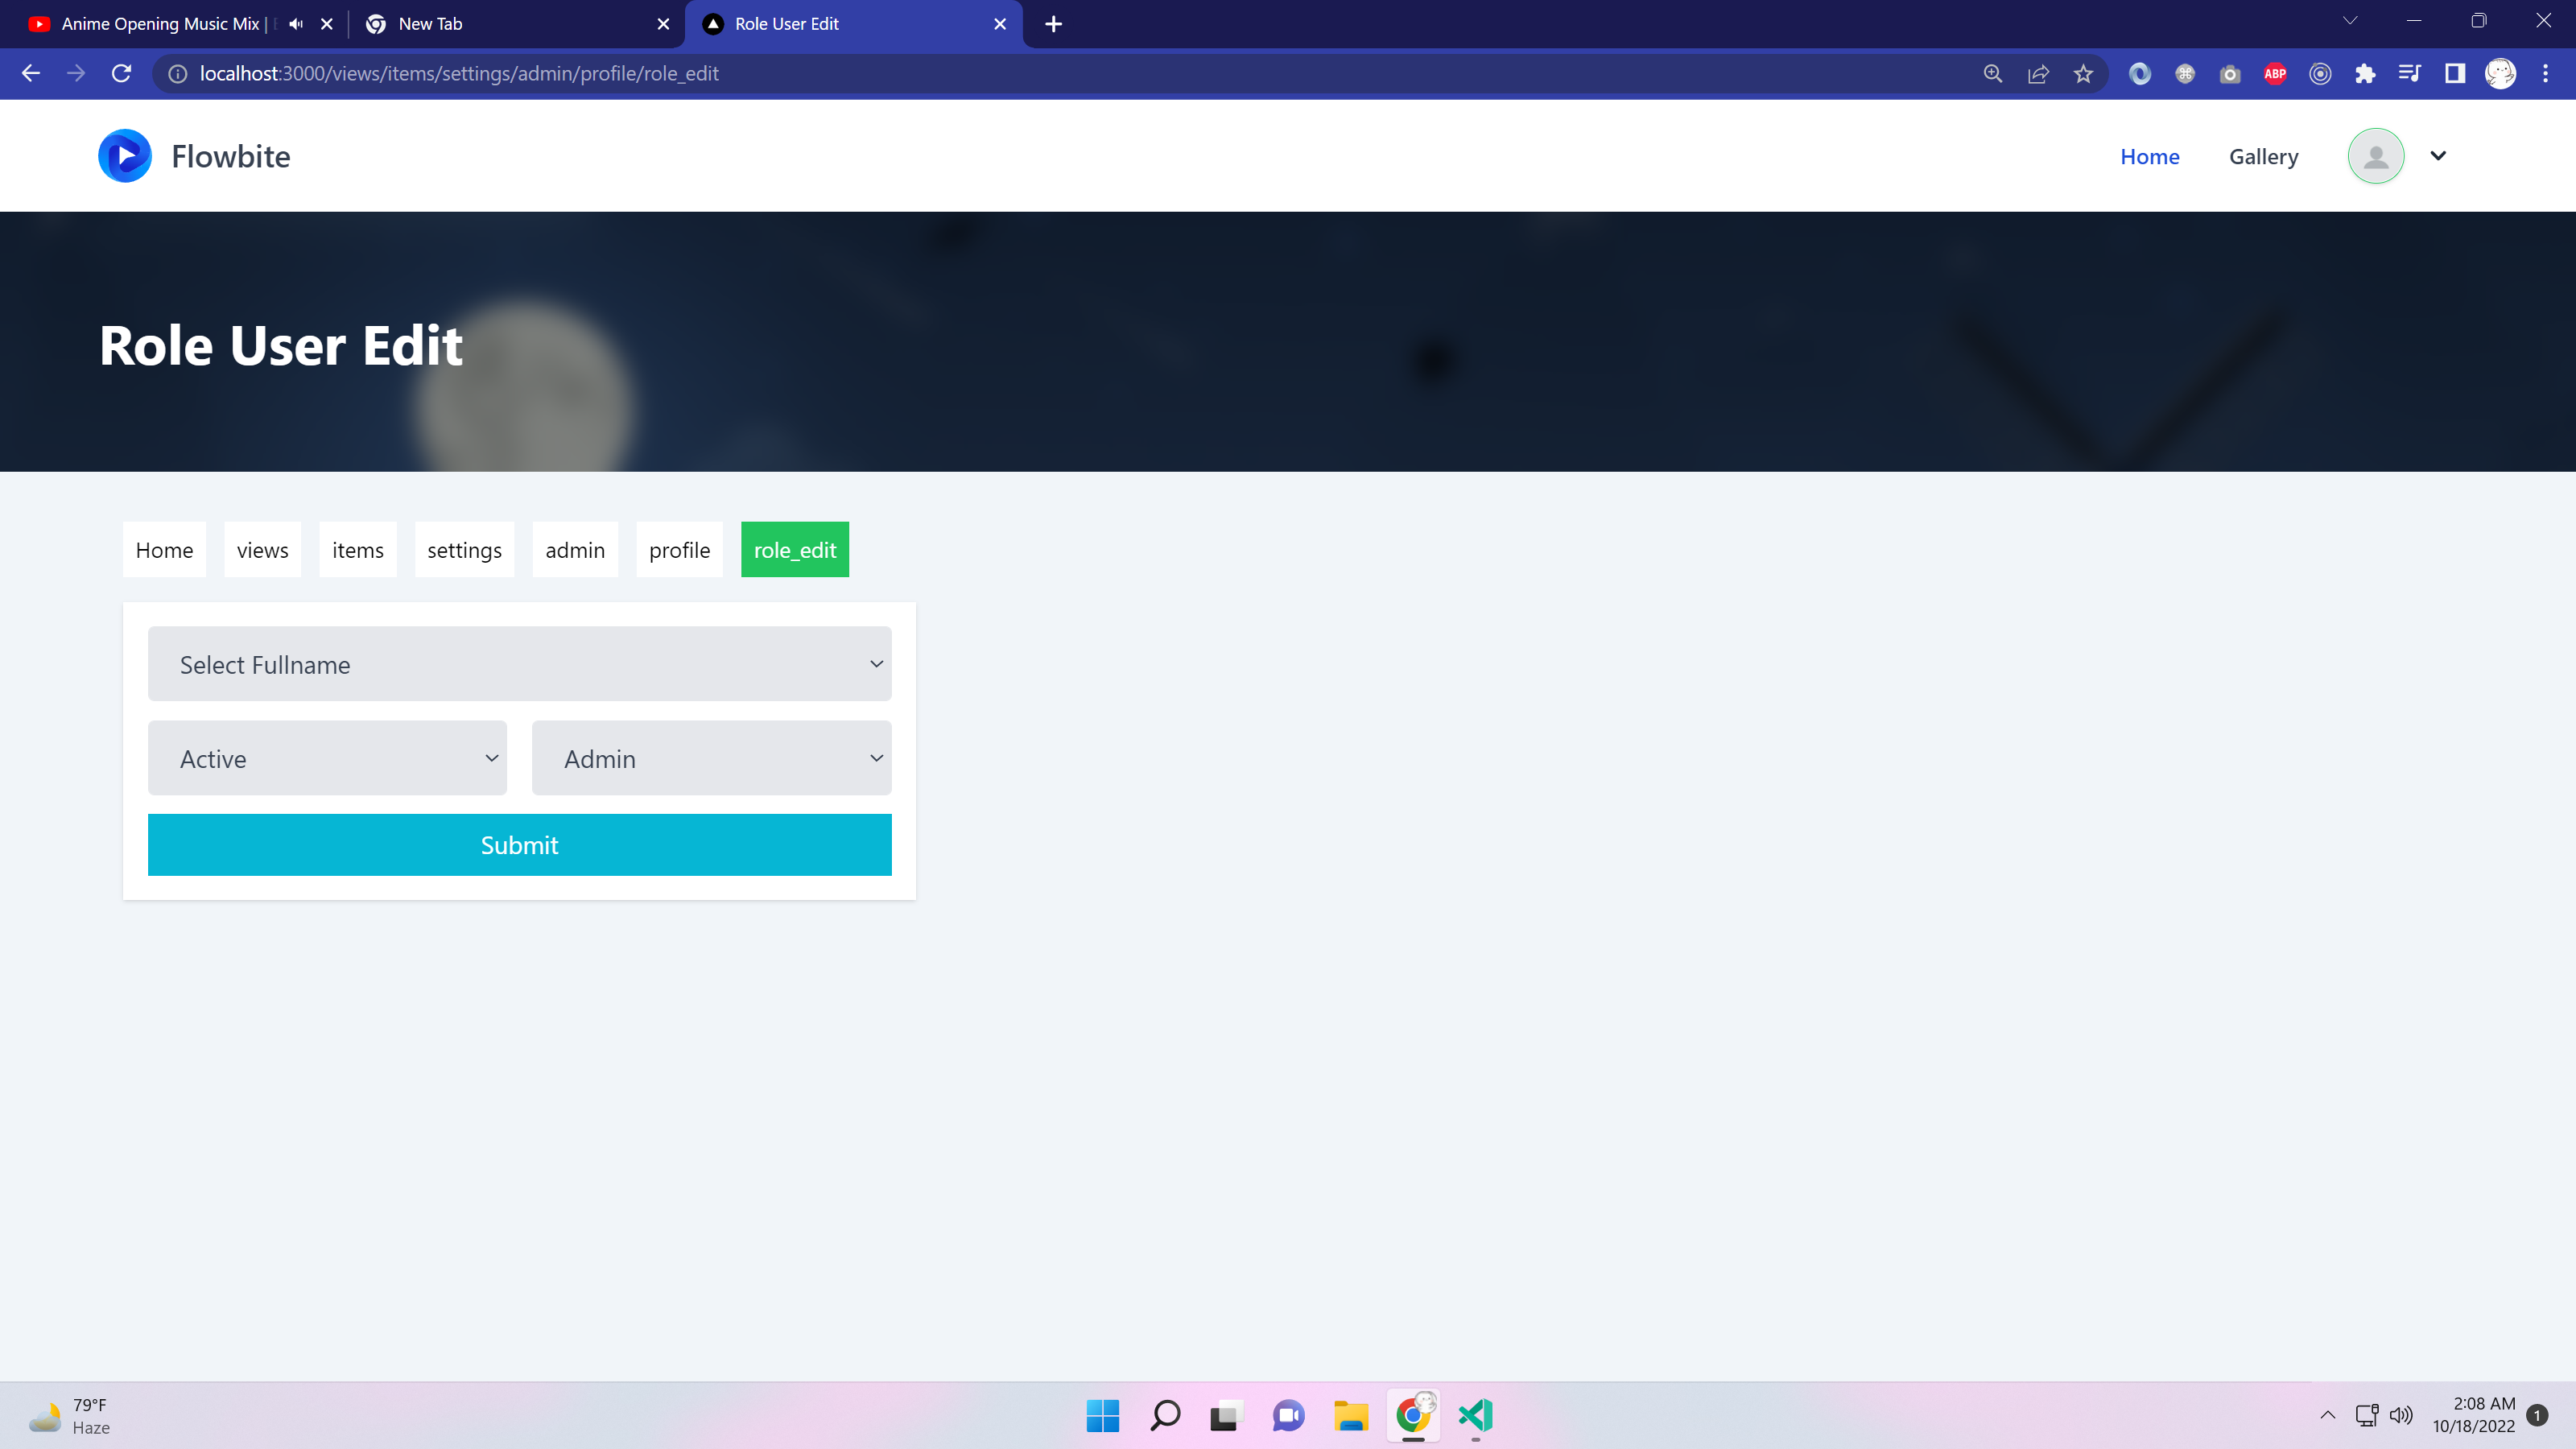 Anime Opening Music Mix |
New Tab
Role User Edit
localhost:3000/views/items/settings/admin/profile/role_edit
ABP
Flowbite
Home
Gallery
Role User Edit
Home
views
items
settings
admin
profile
role_edit
Select Fullname
Active
Admin
Submit
79°F
Haze
2:08 AM
10/18/2022
1